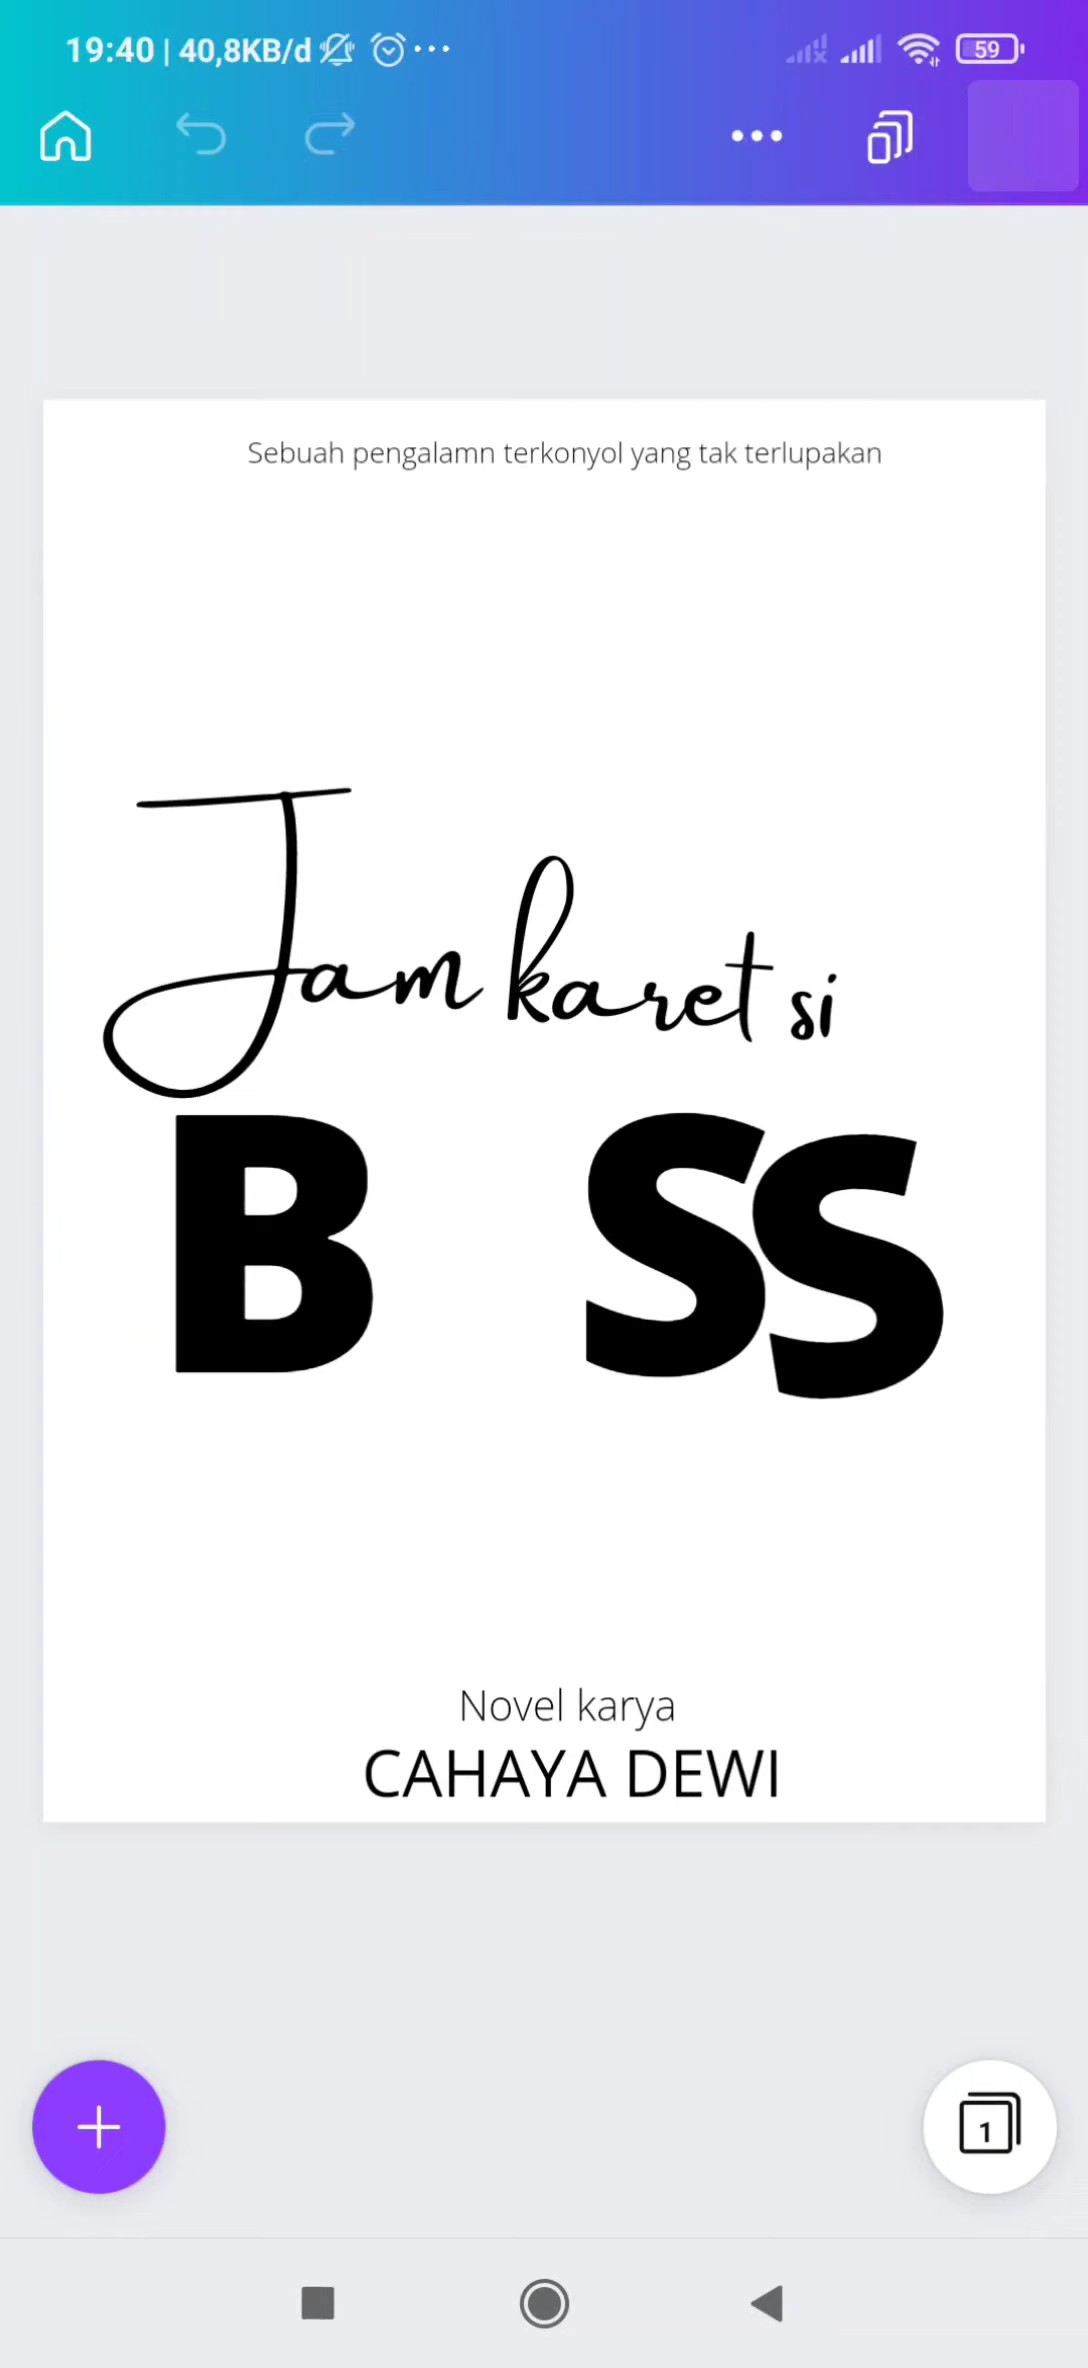 19:40 | 40,8KB/d
59
Sebuah pengalamn terkonyol yang tak terlupakan
Jam karet si
B SS
Novel karya
CAHAYA DEWI
1